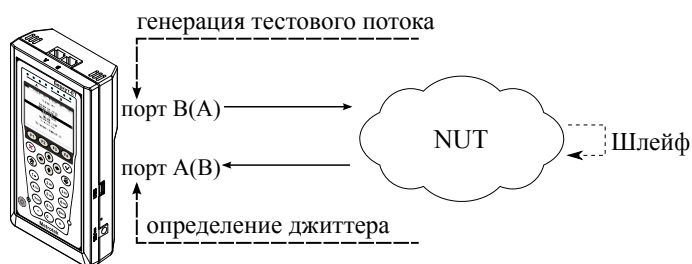 генерация тестового потока
порт B(A)
NUT
Шлейф
порт A(B)
определение джиттера